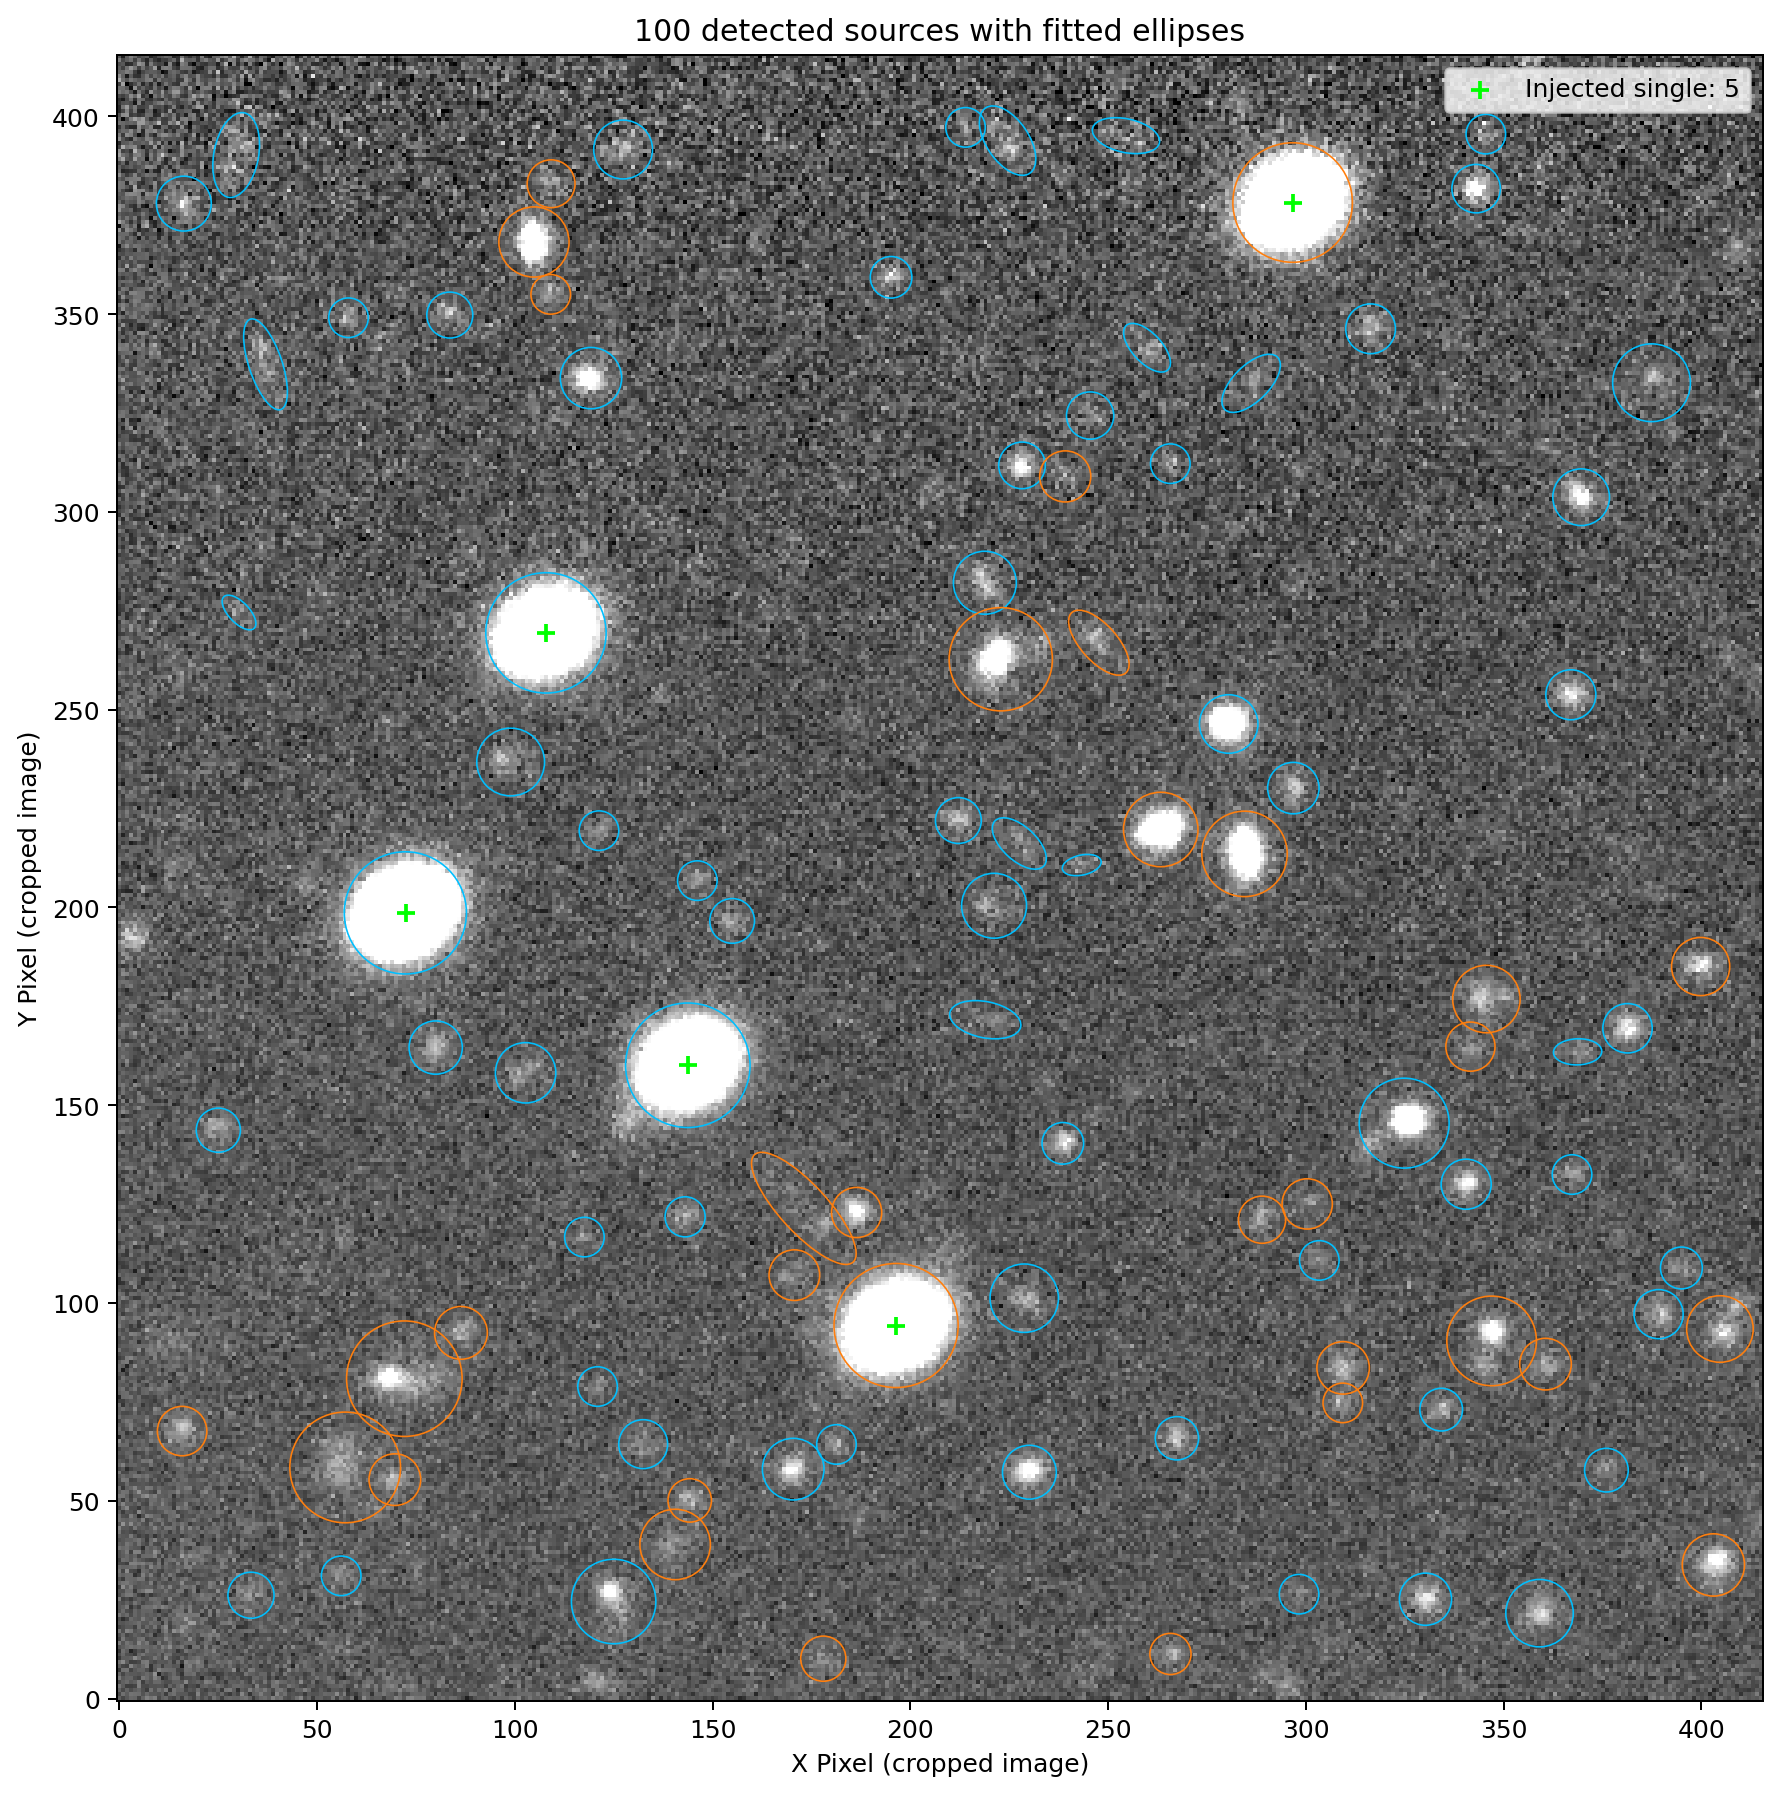 100 detected sources with fitted ellipses
Injected single: 5
400
350
300
250
200
150
100
50
0
Y Pixel (cropped image)
0 50 100 150 200 250 300 350 400
X Pixel (cropped image)